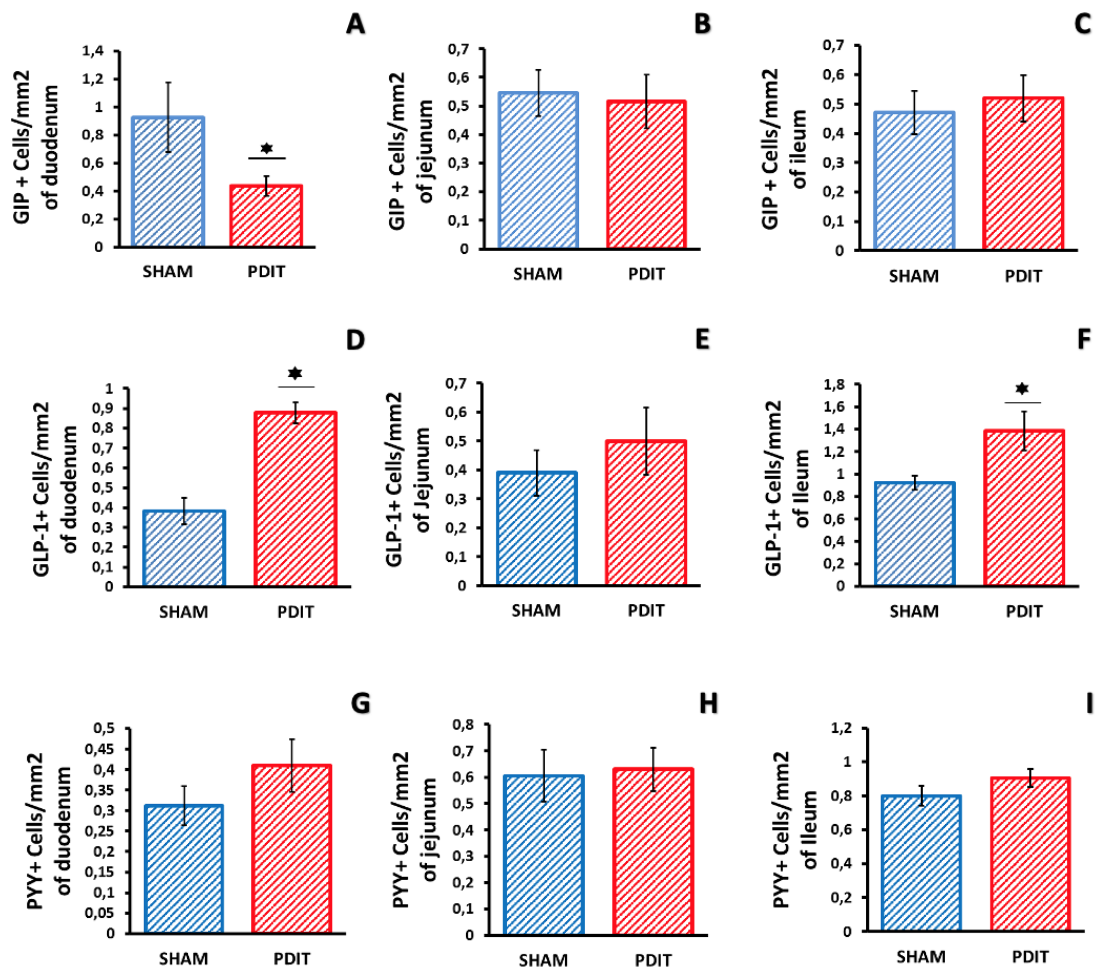 A
GIP + Cells/mm2
of duodenum
1,4
1,2
1
0,8
0,6
0,4
0,2
0
SHAM PDIT
B
GIP + Cells/mm2
of jejunum
0,7
0,6
0,5
0,4
0,3
0,2
0,1
0
SHAM PDIT
C
GIP + Cells/mm2
of ileum
0,7
0,6
0,5
0,4
0,3
0,2
0,1
0
SHAM PDIT
D
GLP-1+ Cells/mm2
of duodenum
1
0,9
0,8
0,7
0,6
0,5
0,4
0,3
0,2
0,1
0
SHAM PDIT
E
GLP-1+ Cells/mm2
of Jejunum
0,7
0,6
0,5
0,4
0,3
0,2
0,1
0
SHAM PDIT
F
GLP-1+ Cells/mm2
of Ileum
1,8
1,6
1,4
1,2
1
0,8
0,6
0,4
0,2
0
SHAM PDIT
G
PYY+ Cells/mm2
of duodenum
0,5
0,45
0,4
0,35
0,3
0,25
0,2
0,15
0,1
0,05
0
SHAM PDIT
H
PYY+ Cells/mm2
of jejunum
0,8
0,7
0,6
0,5
0,4
0,3
0,2
0,1
0
SHAM PDIT
I
PYY+ Cells/mm2
of Ileum
1,2
1
0,8
0,6
0,4
0,2
0
SHAM PDIT